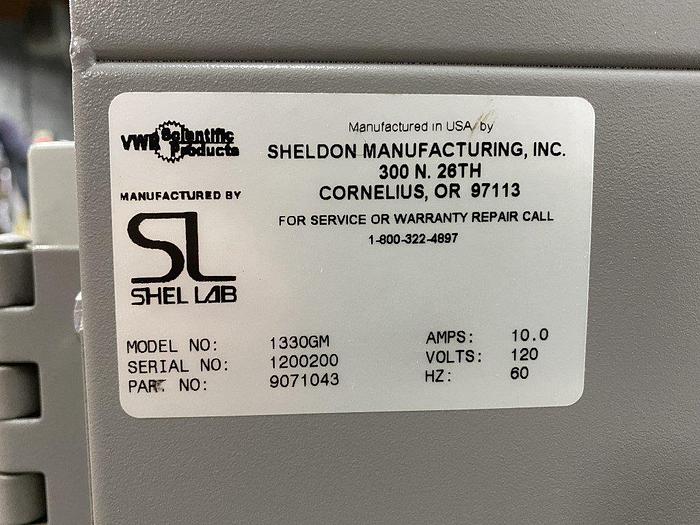 VWR Scientific
Products
MANUFACTURED BY
SL
SHEL LAB
Manufactured in USA by
SHELDON MANUFACTURING, INC.
300 N. 26TH
CORNELIUS, OR 97113
FOR SERVICE OR WARRANTY REPAIR CALL
1-800-322-4897
MODEL NO: 1330GM
SERIAL NO: 1200200
PART NO: 9071043
AMPS: 10.0
VOLTS: 120
HZ: 60